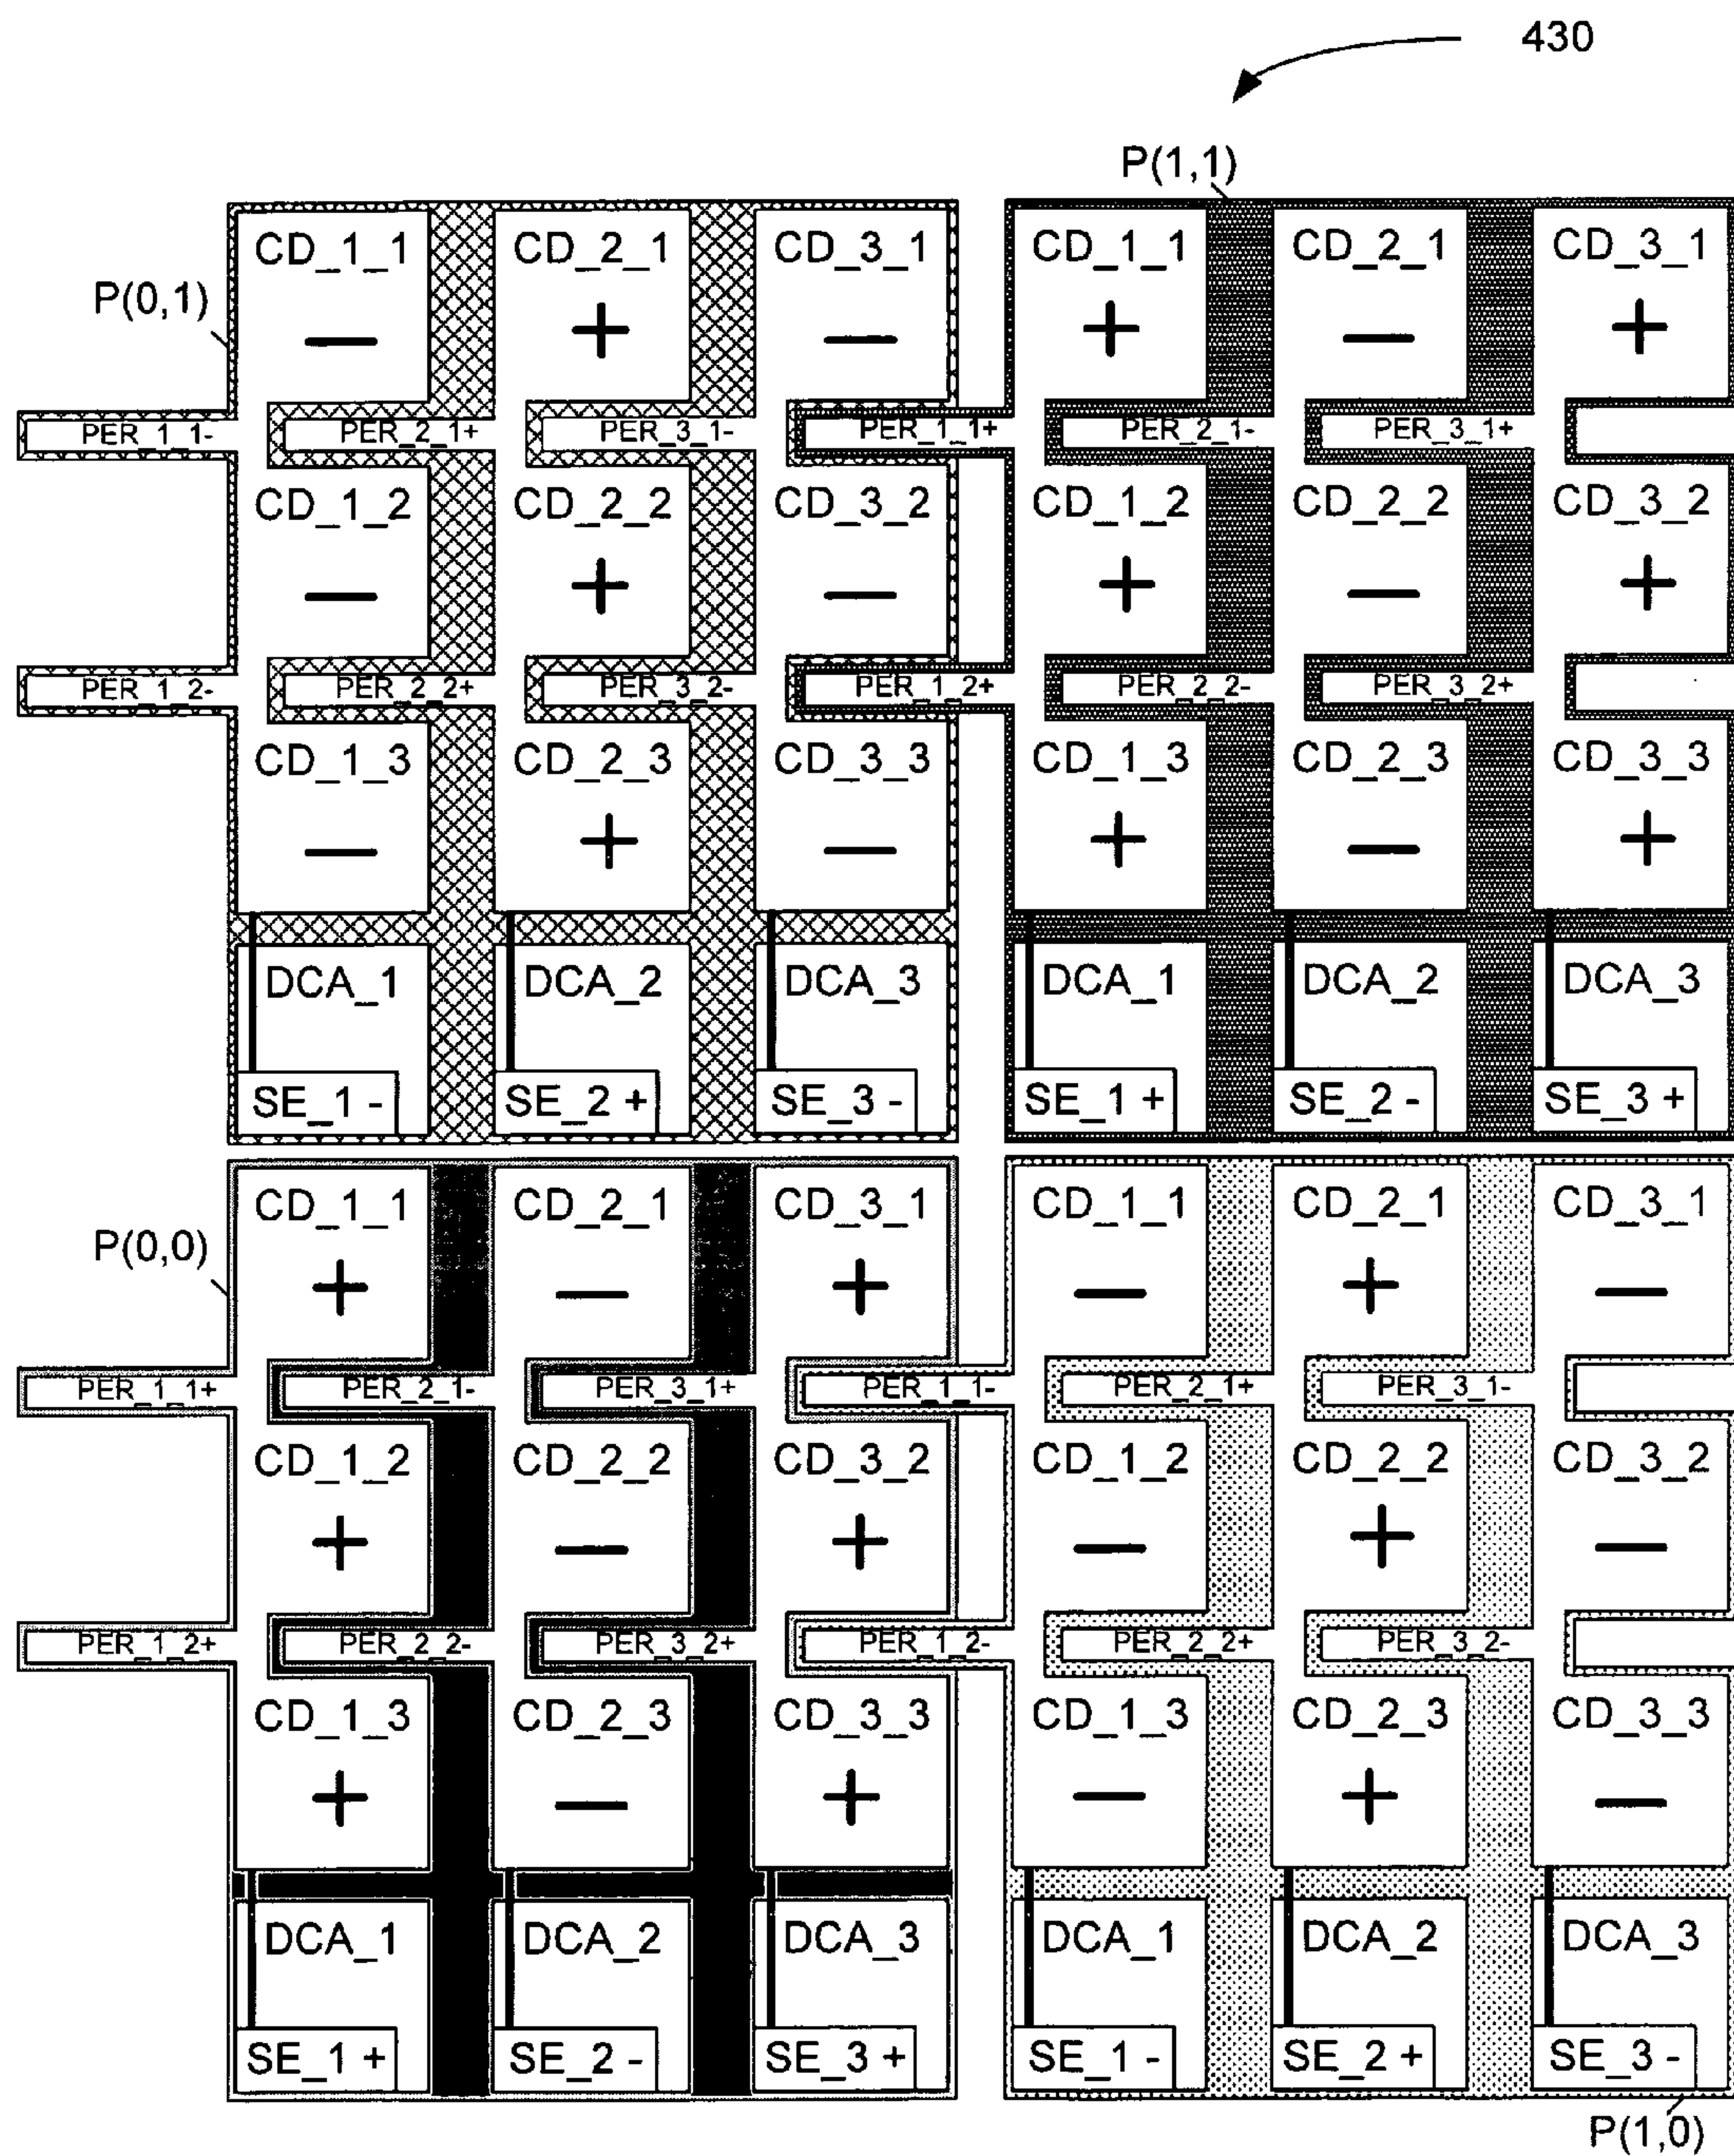 430
P(1,1)
CD_1_1 CD_2_1 CD_3_1 CD_1_1 CD_2_1 CD_3_1
P(0,1)
− + − + − +
PER_1_1- PER_2_1+ PER_3_1- PER_1_1+ PER_2_1- PER_3_1+
CD_1_2 CD_2_2 CD_3_2 CD_1_2 CD_2_2 CD_3_2
− + − + − +
PER_1_2- PER_2_2+ PER_3_2- PER_1_2+ PER_2_2- PER_3_2+
CD_1_3 CD_2_3 CD_3_3 CD_1_3 CD_2_3 CD_3_3
− + − + − +
DCA_1 DCA_2 DCA_3 DCA_1 DCA_2 DCA_3
SE_1 - SE_2 + SE_3 - SE_1 + SE_2 - SE_3 +
CD_1_1 CD_2_1 CD_3_1 CD_1_1 CD_2_1 CD_3_1
P(0,0)
+ − + − + −
PER_1_1+ PER_2_1- PER_3_1+ PER_1_1- PER_2_1+ PER_3_1-
CD_1_2 CD_2_2 CD_3_2 CD_1_2 CD_2_2 CD_3_2
+ − + − + −
PER_1_2+ PER_2_2- PER_3_2+ PER_1_2- PER_2_2+ PER_3_2-
CD_1_3 CD_2_3 CD_3_3 CD_1_3 CD_2_3 CD_3_3
+ − + − + −
DCA_1 DCA_2 DCA_3 DCA_1 DCA_2 DCA_3
SE_1 + SE_2 - SE_3 + SE_1 - SE_2 + SE_3 -
P(1,0)